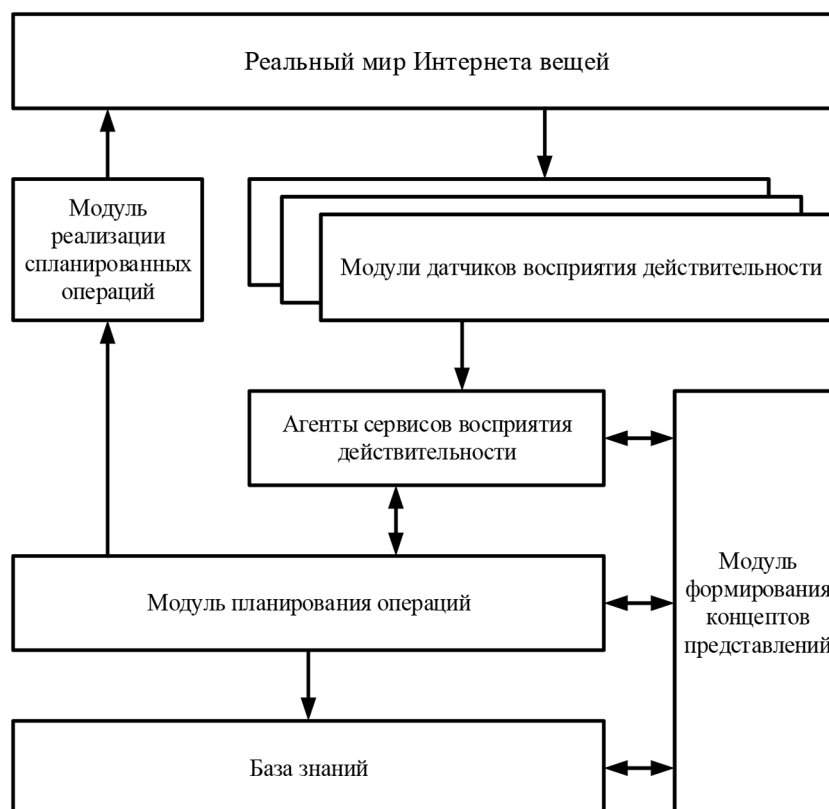 Реальный мир Интернета вещей
Модуль
реализации
спланированных
операций
Модули датчиков восприятия действительности
Агенты сервисов восприятия
действительности
Модуль планирования операций
Модуль
формирования
концептов
представлений
База знаний